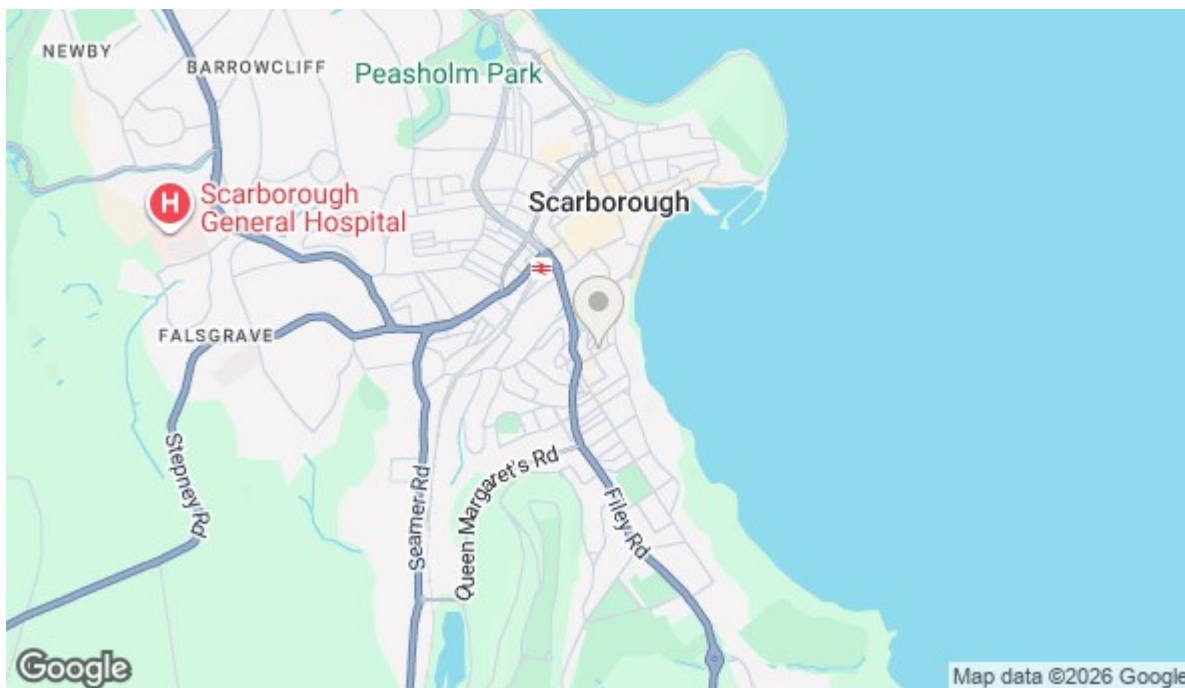 NEWBY
BARROWCLIFF
Peasholm Park
Scarborough
General Hospital
Scarborough
FALSGRAVE
Stepney Rd
Seamer Rd
Queen Margaret's Rd
Filey Rd
Google
Map data ©2026 Google